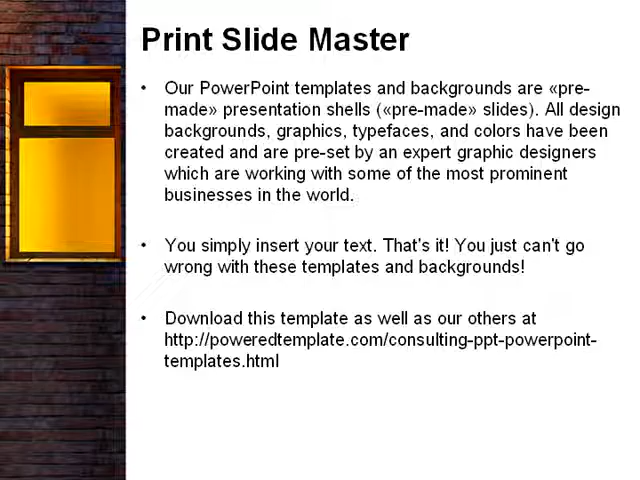 Print Slide Master
• Our PowerPoint templates and backgrounds are «pre-
made» presentation shells («pre-made» slides). All design
backgrounds, graphics, typefaces, and colors have been
created and are pre-set by an expert graphic designers
which are working with some of the most prominent
businesses in the world.
• You simply insert your text. That's it! You just can't go
wrong with these templates and backgrounds!
• Download this template as well as our others at
http://poweredtemplate.com/consulting-ppt-powerpoint-
templates.html